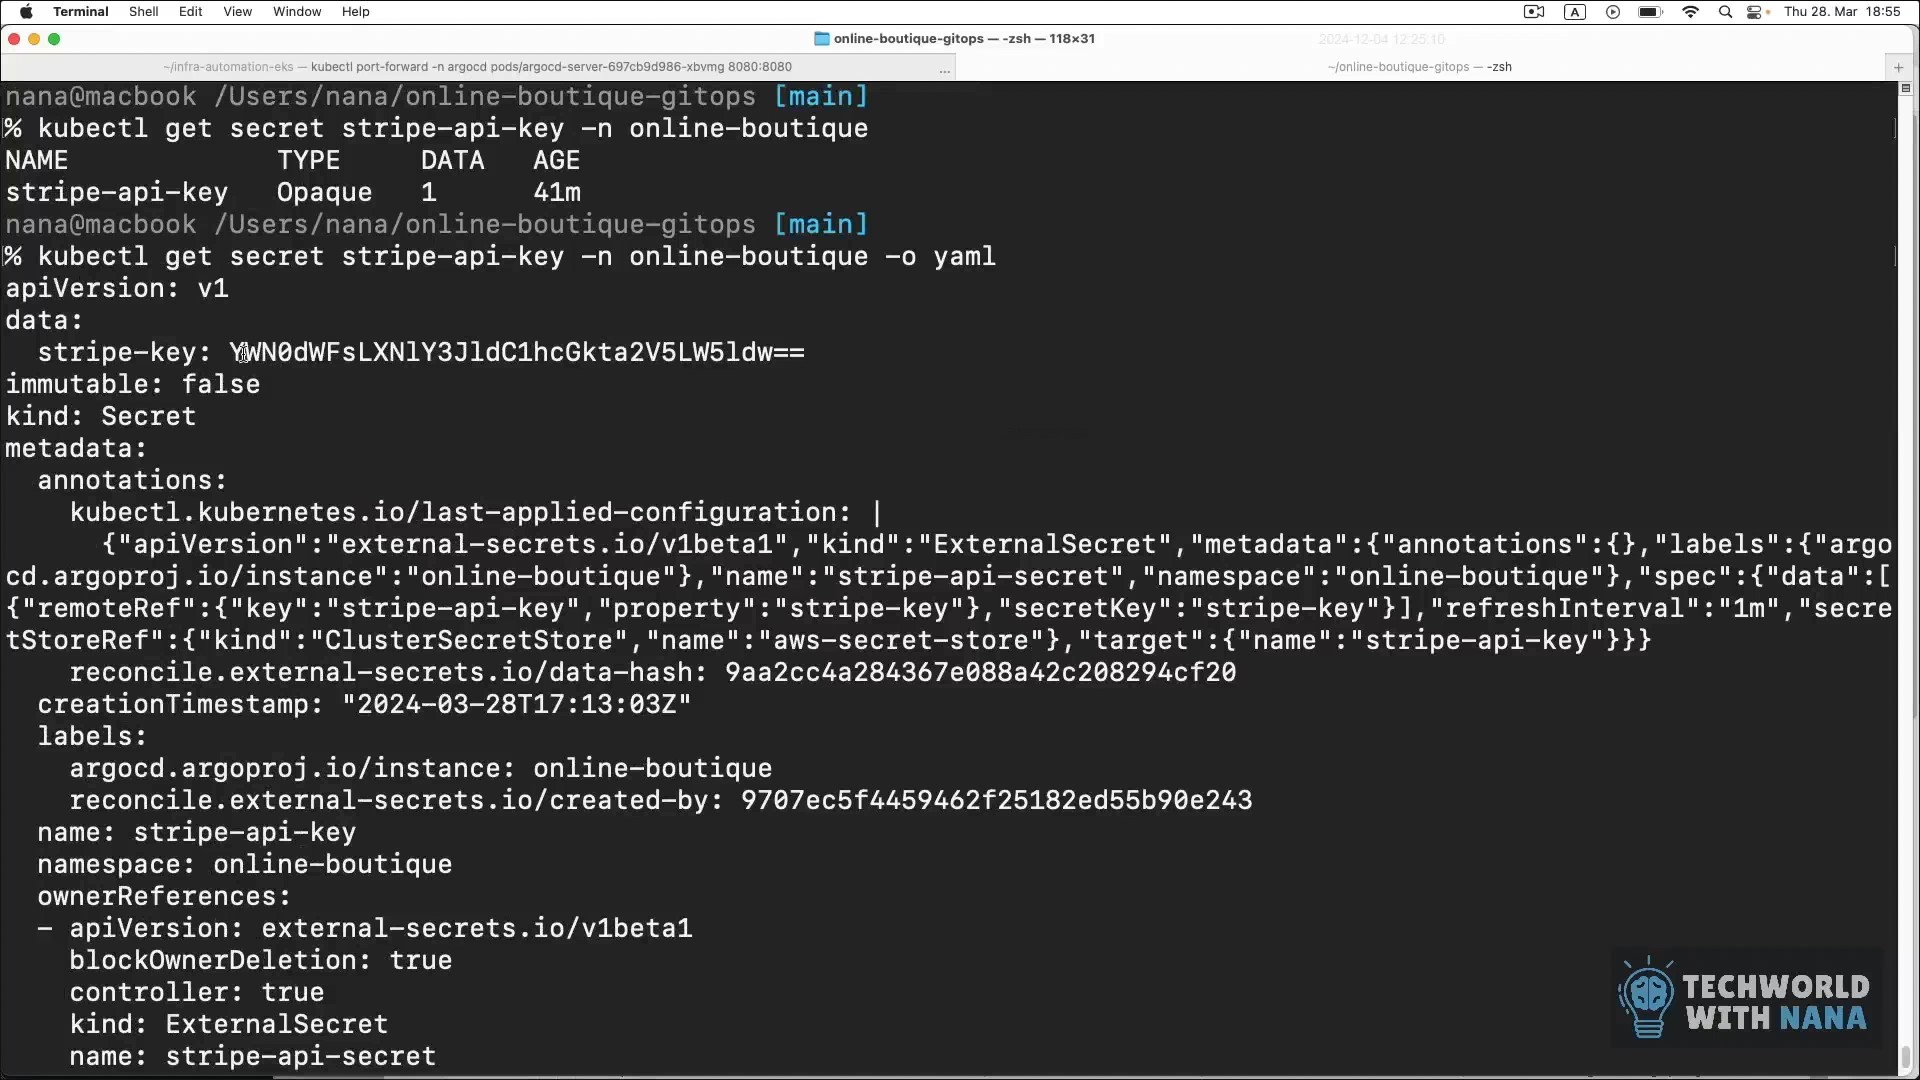 Terminal Shell Edit View Window Help A Thu 28. Mar 18:55
online-boutique-gitops — -zsh — 118×31 2024-12-04 12:25:10
~/infra-automation-eks — kubectl port-forward -n argocd pods/argocd-server-697cb9d986-xbvmg 8080:8080 ... ~/online-boutique-gitops — -zsh +
nana@macbook /Users/nana/online-boutique-gitops [main]
% kubectl get secret stripe-api-key -n online-boutique
NAME TYPE DATA AGE
stripe-api-key Opaque 1 41m
nana@macbook /Users/nana/online-boutique-gitops [main]
% kubectl get secret stripe-api-key -n online-boutique -o yaml
apiVersion: v1
data:
stripe-key: YWN0dWFsLXNlY3JldC1hcGkta2V5LW5ldw==
immutable: false
kind: Secret
metadata:
annotations:
kubectl.kubernetes.io/last-applied-configuration: |
{"apiVersion":"external-secrets.io/v1beta1","kind":"ExternalSecret","metadata":{"annotations":{},"labels":{"argo
cd.argoproj.io/instance":"online-boutique"},"name":"stripe-api-secret","namespace":"online-boutique"},"spec":{"data":[
{"remoteRef":{"key":"stripe-api-key","property":"stripe-key"},"secretKey":"stripe-key"}],"refreshInterval":"1m","secre
tStoreRef":{"kind":"ClusterSecretStore","name":"aws-secret-store"},"target":{"name":"stripe-api-key"}}}
reconcile.external-secrets.io/data-hash: 9aa2cc4a284367e088a42c208294cf20
creationTimestamp: "2024-03-28T17:13:03Z"
labels:
argocd.argoproj.io/instance: online-boutique
reconcile.external-secrets.io/created-by: 9707ec5f4459462f25182ed55b90e243
name: stripe-api-key
namespace: online-boutique
ownerReferences:
- apiVersion: external-secrets.io/v1beta1
blockOwnerDeletion: true
controller: true
kind: ExternalSecret
name: stripe-api-secret
TECHWORLD
WITH NANA